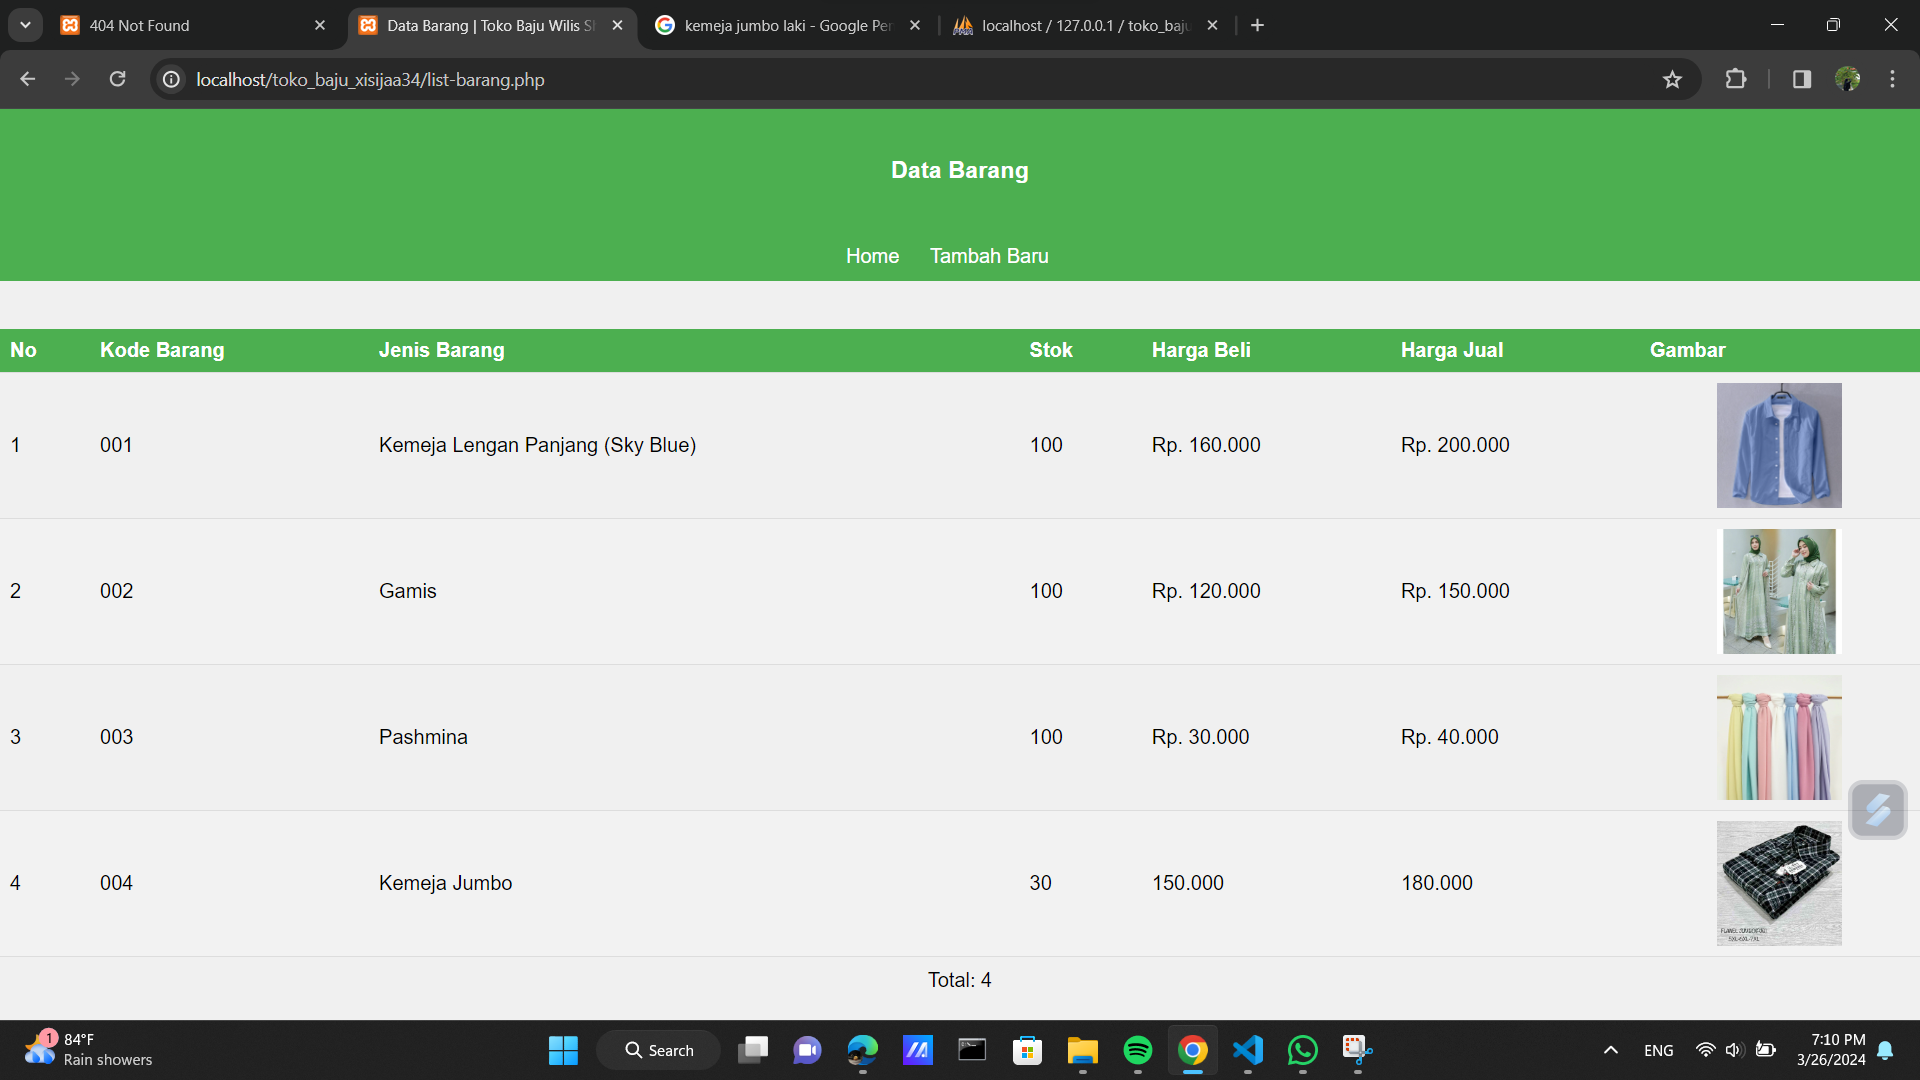 404 Not Found
Data Barang | Toko Baju Wilis S
kemeja jumbo laki - Google Per
localhost / 127.0.0.1 / toko_baju
localhost/toko_baju_xisijaa34/list-barang.php
Data Barang
Home Tambah Baru
No Kode Barang Jenis Barang Stok Harga Beli Harga Jual Gambar
1 001 Kemeja Lengan Panjang (Sky Blue) 100 Rp. 160.000 Rp. 200.000
2 002 Gamis 100 Rp. 120.000 Rp. 150.000
3 003 Pashmina 100 Rp. 30.000 Rp. 40.000
4 004 Kemeja Jumbo 30 150.000 180.000
Total: 4
1
84°F
Rain showers
Search
ENG
7:10 PM
3/26/2024